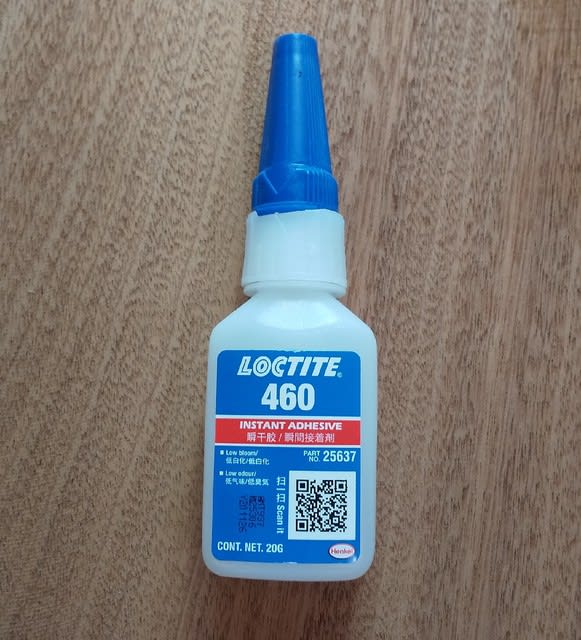 LOCTITE®
460
INSTANT ADHESIVE
瞬干胶 / 瞬間接着剤
Low bloom/
低白化/低白化
Low odour/
低气味/低臭気
PART
NO. 25637
扫一扫 Scan it
CONT. NET. 20G
Henkel